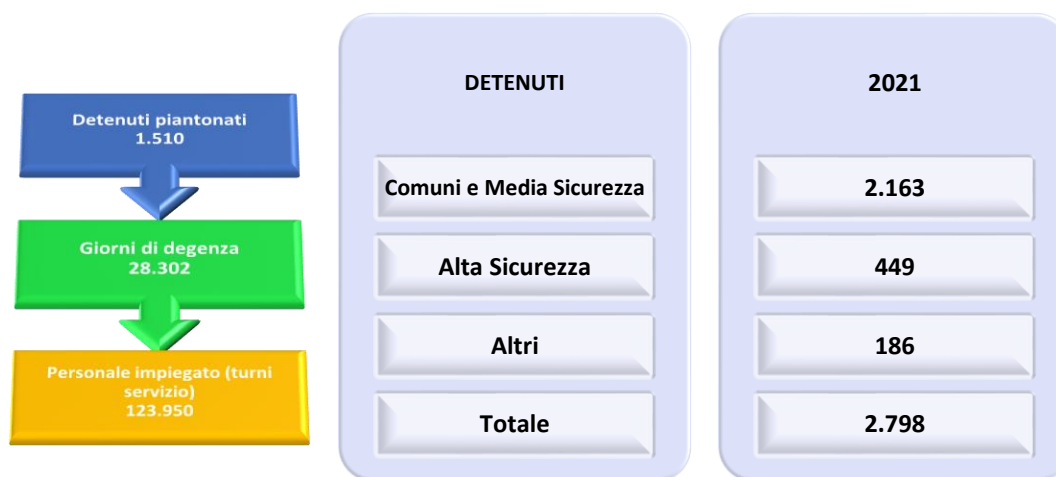 Detenuti piantonati
1.510
Giorni di degenza
28.302
Personale impiegato (turni
servizio)
123.950
DETENUTI
2021
Comuni e Media Sicurezza
2.163
Alta Sicurezza
449
Altri
186
Totale
2.798